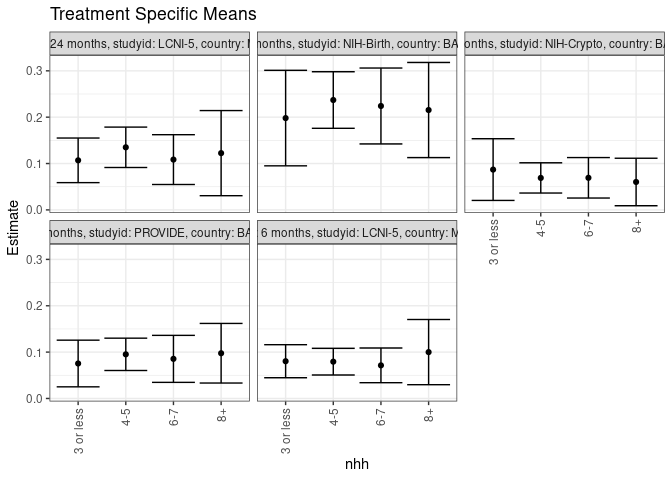 Treatment Specific Means
24 months, studyid: LCNI-5, country:
studyid: NIH-Birth, country: BA
studyid: NIH-Crypto, country: BA
0.3
0.2
0.1
0.0
studyid: PROVIDE, country: BA
6 months, studyid: LCNI-5, country:
0.3
0.2
0.1
0.0
3 or less
4-5
6-7
8+
3 or less
4-5
6-7
8+
3 or less
4-5
6-7
8+
Estimate
nhh